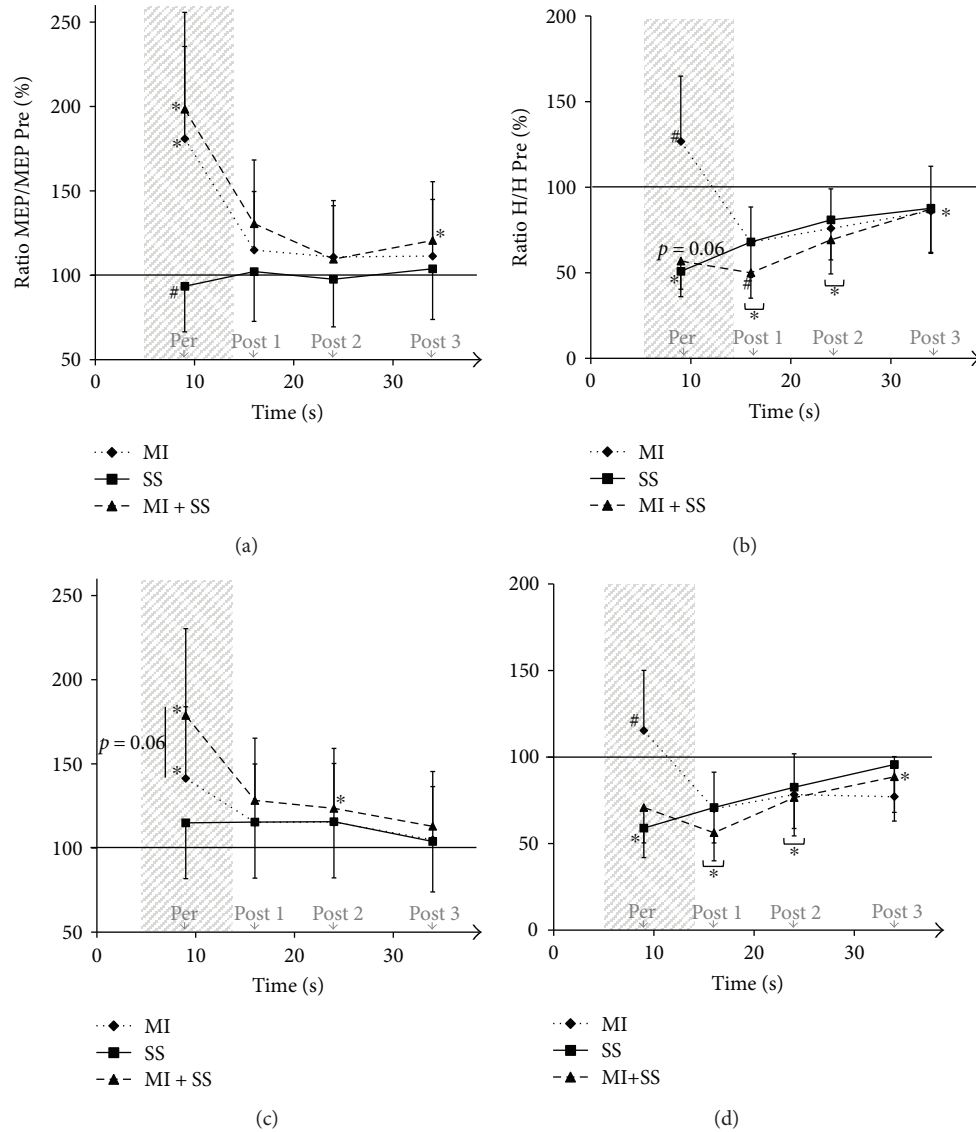 250
200
150
100
50
Ratio MEP/MEP Pre (%)
*
*
#
*
Per
Post 1
Post 2
Post 3
0
10
20
30
Time (s)
MI
SS
MI + SS
(a)
200
150
100
50
0
Ratio H/H Pre (%)
#
p = 0.06
*
#
*
*
*
Per
Post 1
Post 2
Post 3
0
10
20
30
Time (s)
MI
SS
MI + SS
(b)
250
200
150
100
50
*
p = 0.06
*
*
Per
Post 1
Post 2
Post 3
0
10
20
30
Time (s)
MI
SS
MI + SS
(c)
200
150
100
50
0
#
*
*
*
*
Per
Post 1
Post 2
Post 3
0
10
20
30
Time (s)
MI
SS
MI+SS
(d)